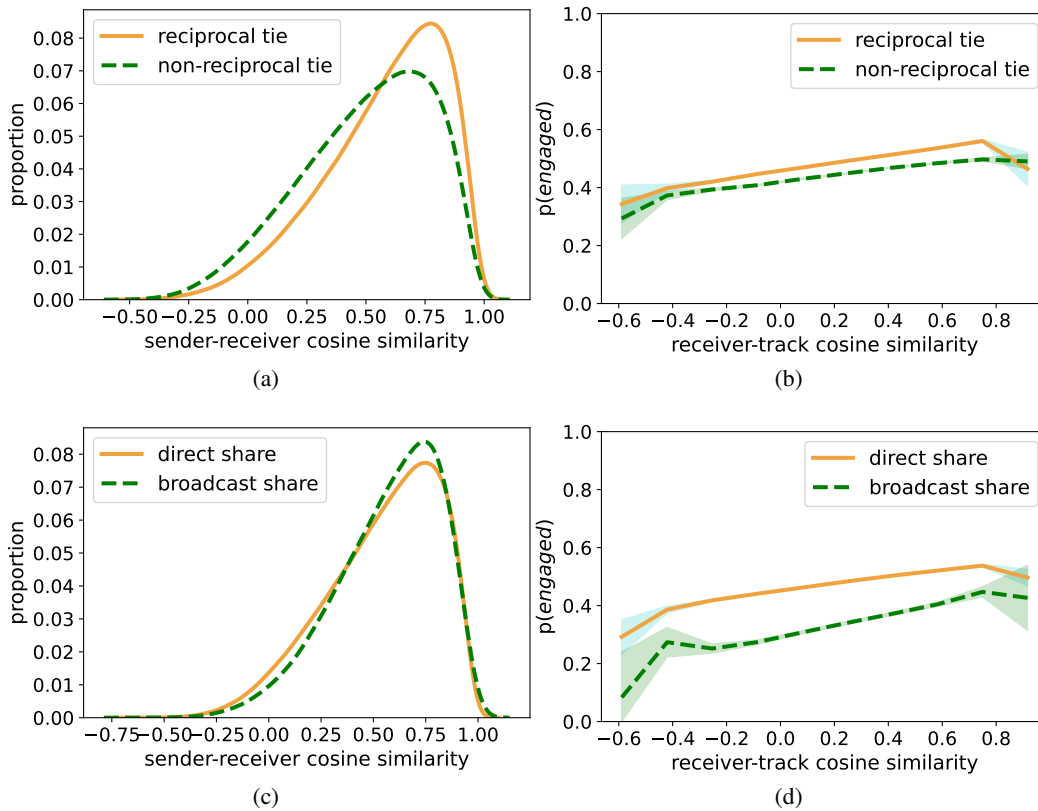 reciprocal tie
non-reciprocal tie
proportion
0.08
0.07
0.06
0.05
0.04
0.03
0.02
0.01
0.00
−0.50 −0.25 0.00 0.25 0.50 0.75 1.00
sender-receiver cosine similarity
(a)
reciprocal tie
non-reciprocal tie
p(engaged)
1.0
0.8
0.6
0.4
0.2
0.0
−0.6 −0.4 −0.2 0.0 0.2 0.4 0.6 0.8
receiver-track cosine similarity
(b)
direct share
broadcast share
proportion
0.08
0.07
0.06
0.05
0.04
0.03
0.02
0.01
0.00
−0.75 −0.50 −0.25 0.00 0.25 0.50 0.75 1.00
sender-receiver cosine similarity
(c)
direct share
broadcast share
p(engaged)
1.0
0.8
0.6
0.4
0.2
0.0
−0.6 −0.4 −0.2 0.0 0.2 0.4 0.6 0.8
receiver-track cosine similarity
(d)